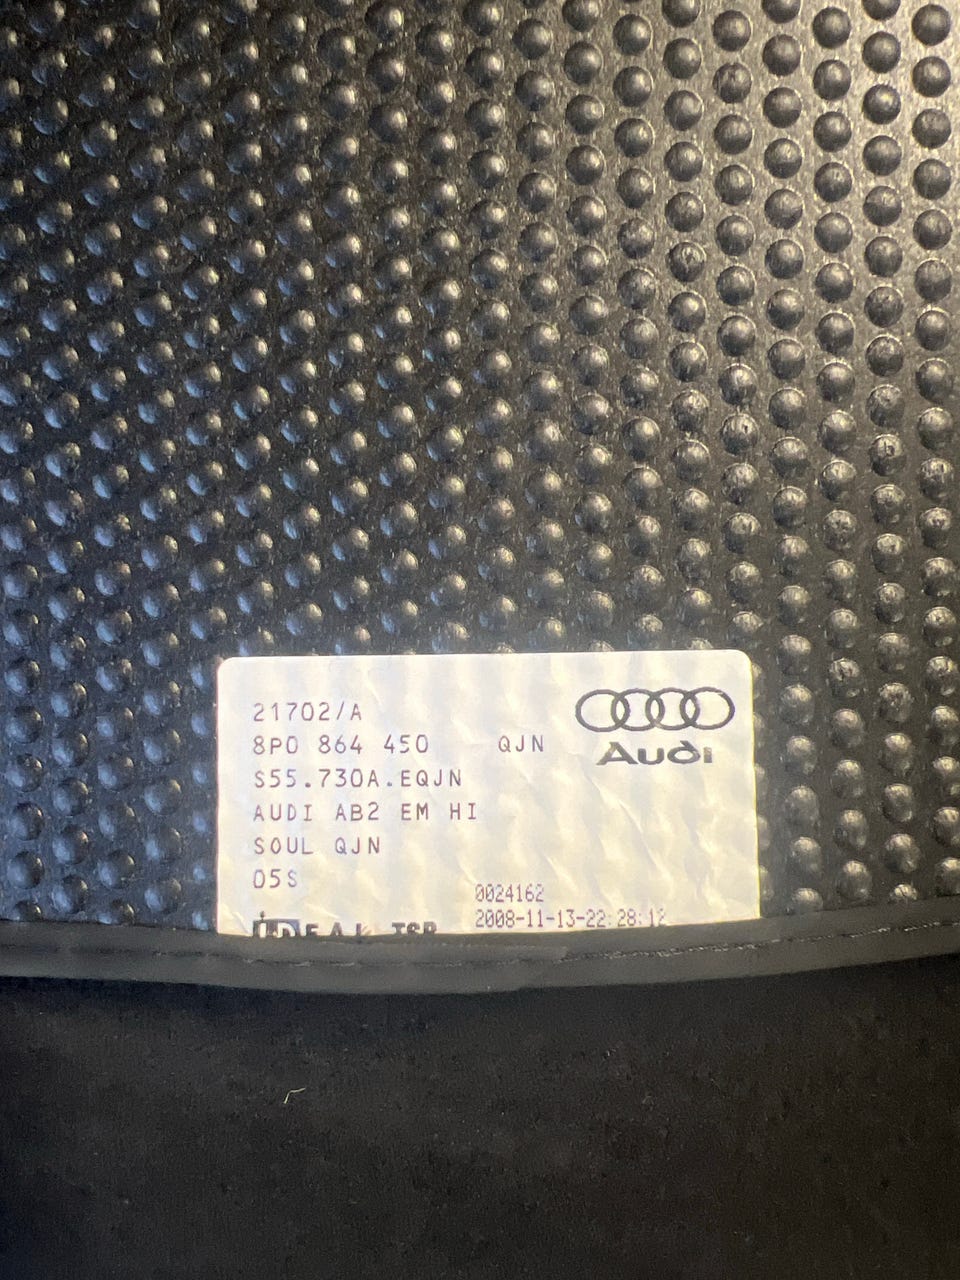 21702/A
8P0 864 450 QJN
Audi
S55.730A.EQJN
AUDI AB2 EM HI
SOUL QJN
05S
0024162
2008-11-13-22:28:12